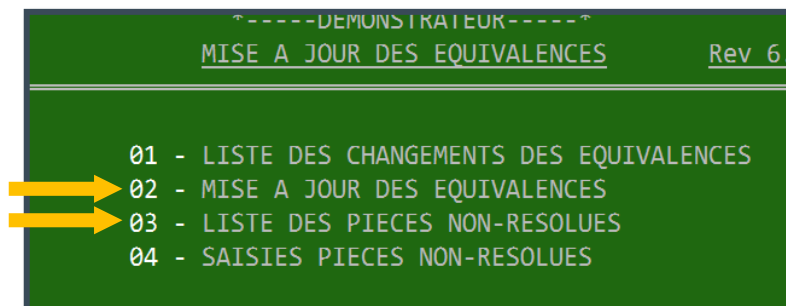 *-----DEMONSTRATEUR-----*
MISE A JOUR DES EQUIVALENCES Rev 6.
01 - LISTE DES CHANGEMENTS DES EQUIVALENCES
02 - MISE A JOUR DES EQUIVALENCES
03 - LISTE DES PIECES NON-RESOLUES
04 - SAISIES PIECES NON-RESOLUES